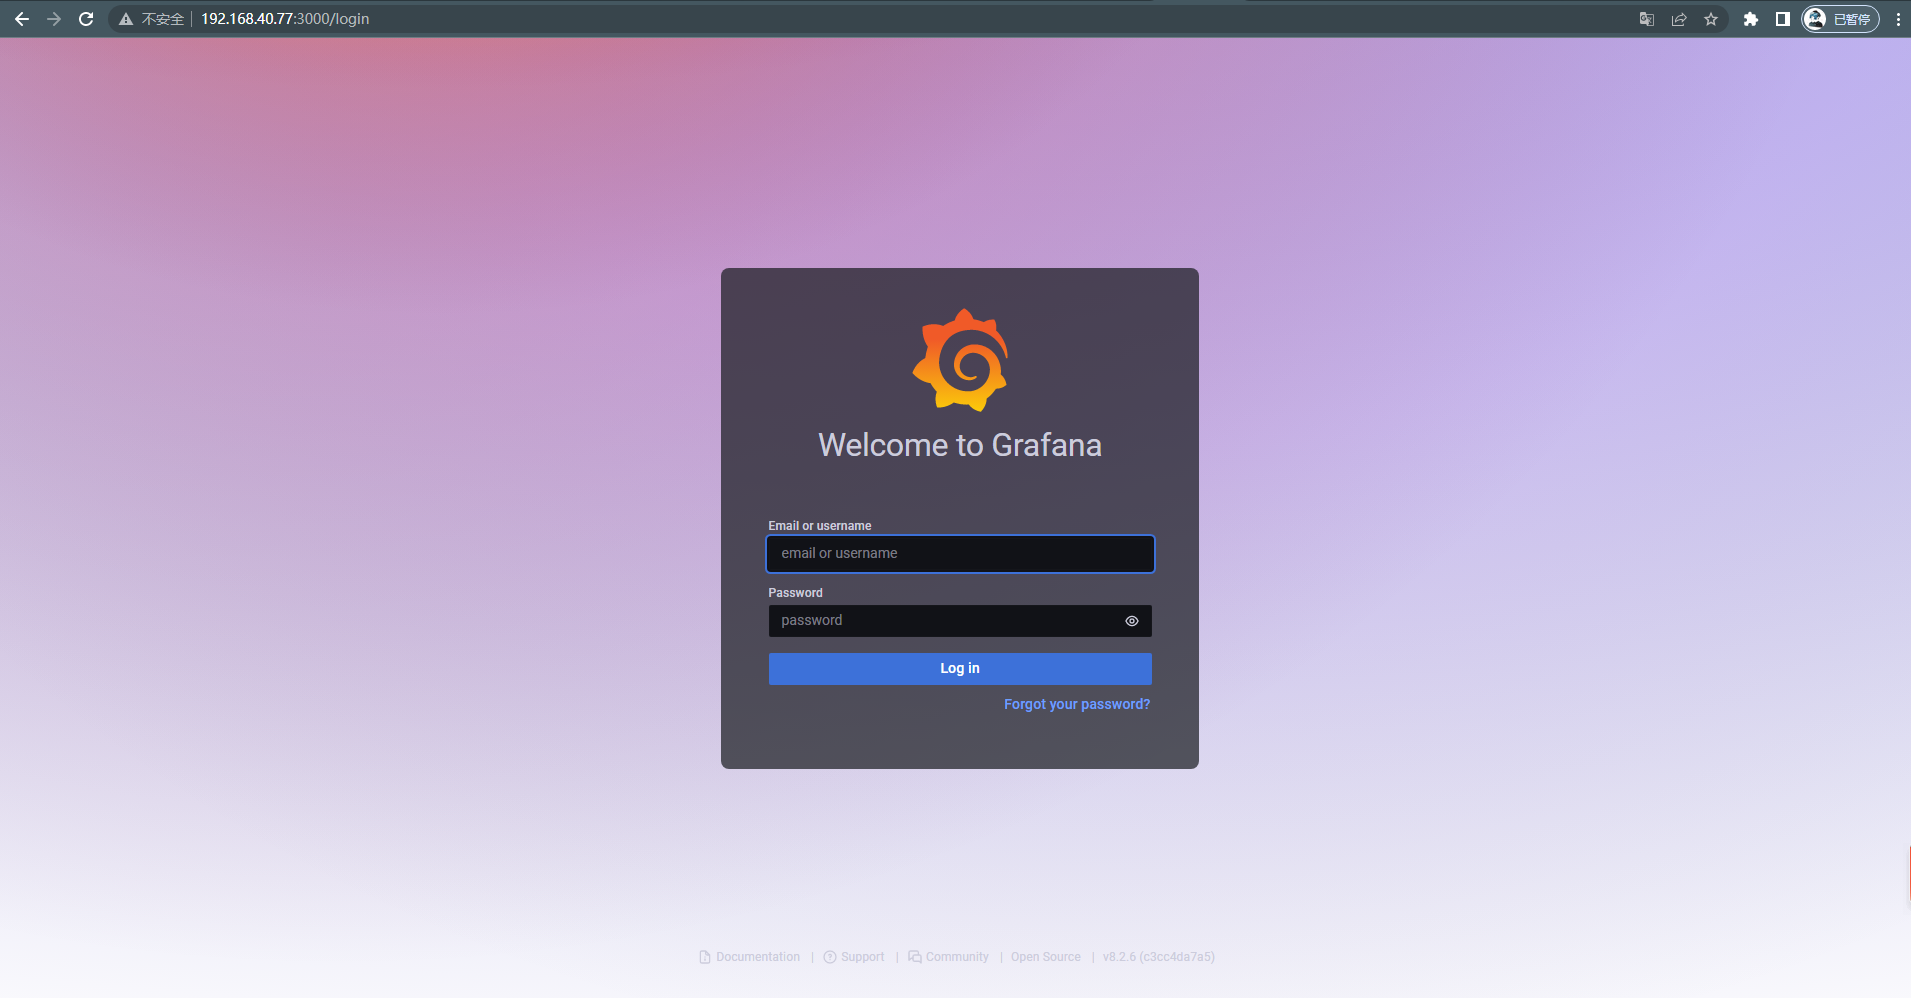 不安全 192.168.40.77:3000/login 已暂停
Welcome to Grafana
Email or username
email or username
Password
password
Log in
Forgot your password?
Documentation | Support | Community | Open Source | v8.2.6 (c3cc4da7a5)